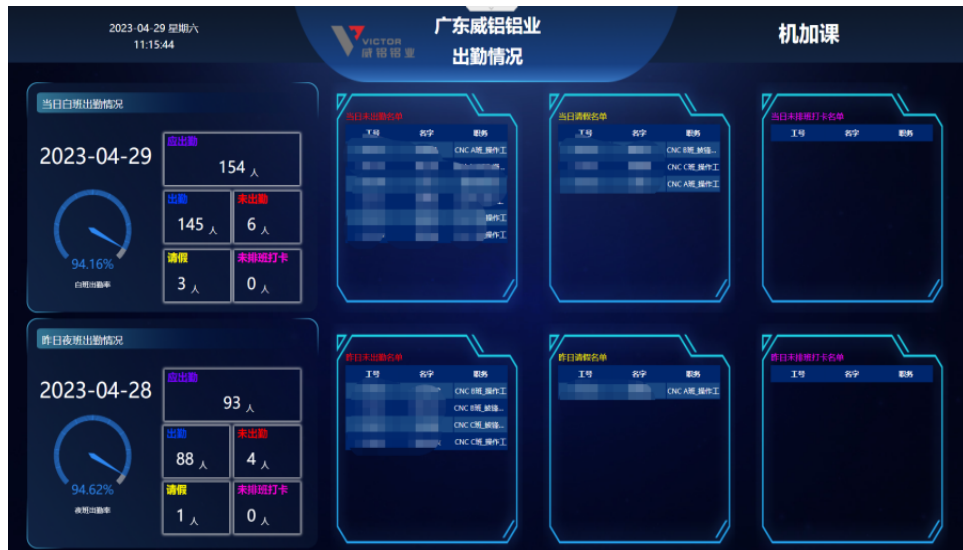 2023-04-29 星期六
11:15:44
VICTOR
威铝铝业
广东威铝铝业
出勤情况
机加课
当日白班出勤情况
2023-04-29
应出勤
154 人
出勤
145 人
未出勤
6 人
请假
3 人
未排班打卡
0 人
94.16%
白班出勤率
当日未出勤名单
工号 名字 职务
CNC A班_操作工
操作工
操作工
当日请假名单
工号 名字 职务
CNC B班_披锋...
CNC C班_操作工
CNC A班_操作工
当日未排班打卡名单
工号 名字 职务
昨日夜班出勤情况
2023-04-28
应出勤
93 人
出勤
88 人
未出勤
4 人
请假
1 人
未排班打卡
0 人
94.62%
夜班出勤率
昨日未出勤名单
工号 名字 职务
CNC B班_操作工
CNC B班_披锋...
CNC C班_披锋...
CNC C班_操作工
昨日请假名单
工号 名字 职务
CNC A班_操作工
昨日未排班打卡名单
工号 名字 职务